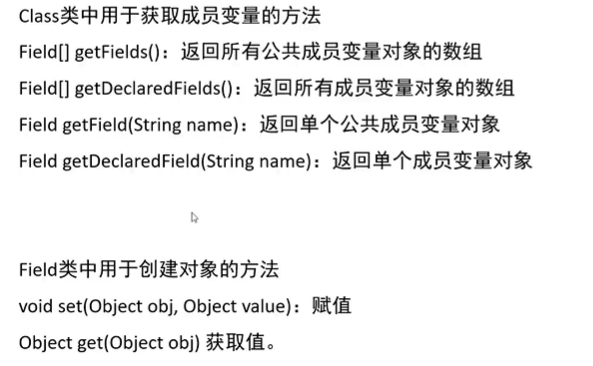 Class类中用于获取成员变量的方法
Field[] getFields()：返回所有公共成员变量对象的数组
Field[] getDeclaredFields()：返回所有成员变量对象的数组
Field getField(String name)：返回单个公共成员变量对象
Field getDeclaredField(String name)：返回单个成员变量对象
Field类中用于创建对象的方法
void set(Object obj, Object value)：赋值
Object get(Object obj) 获取值。